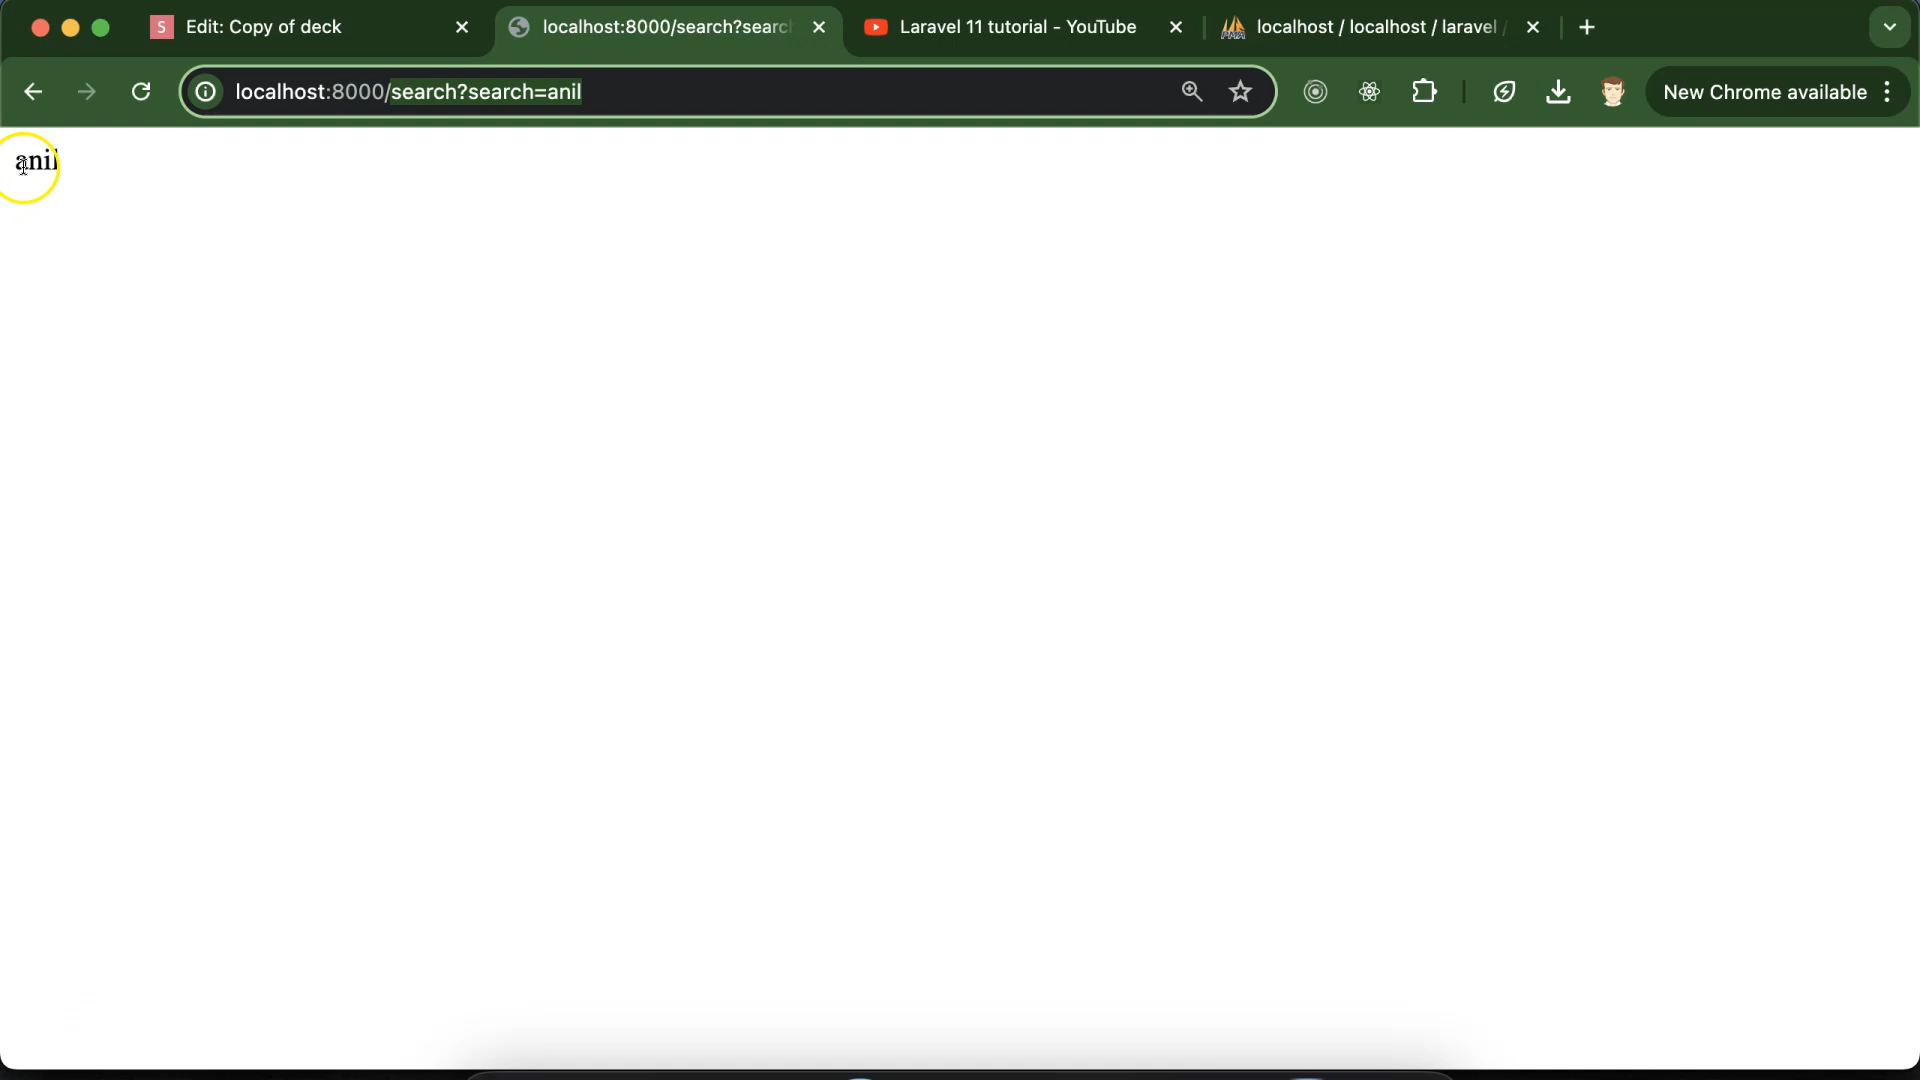 S Edit: Copy of deck
localhost:8000/search?searc
Laravel 11 tutorial - YouTube
PMA localhost / localhost / laravel /
localhost:8000/search?search=anil
New Chrome available
anil